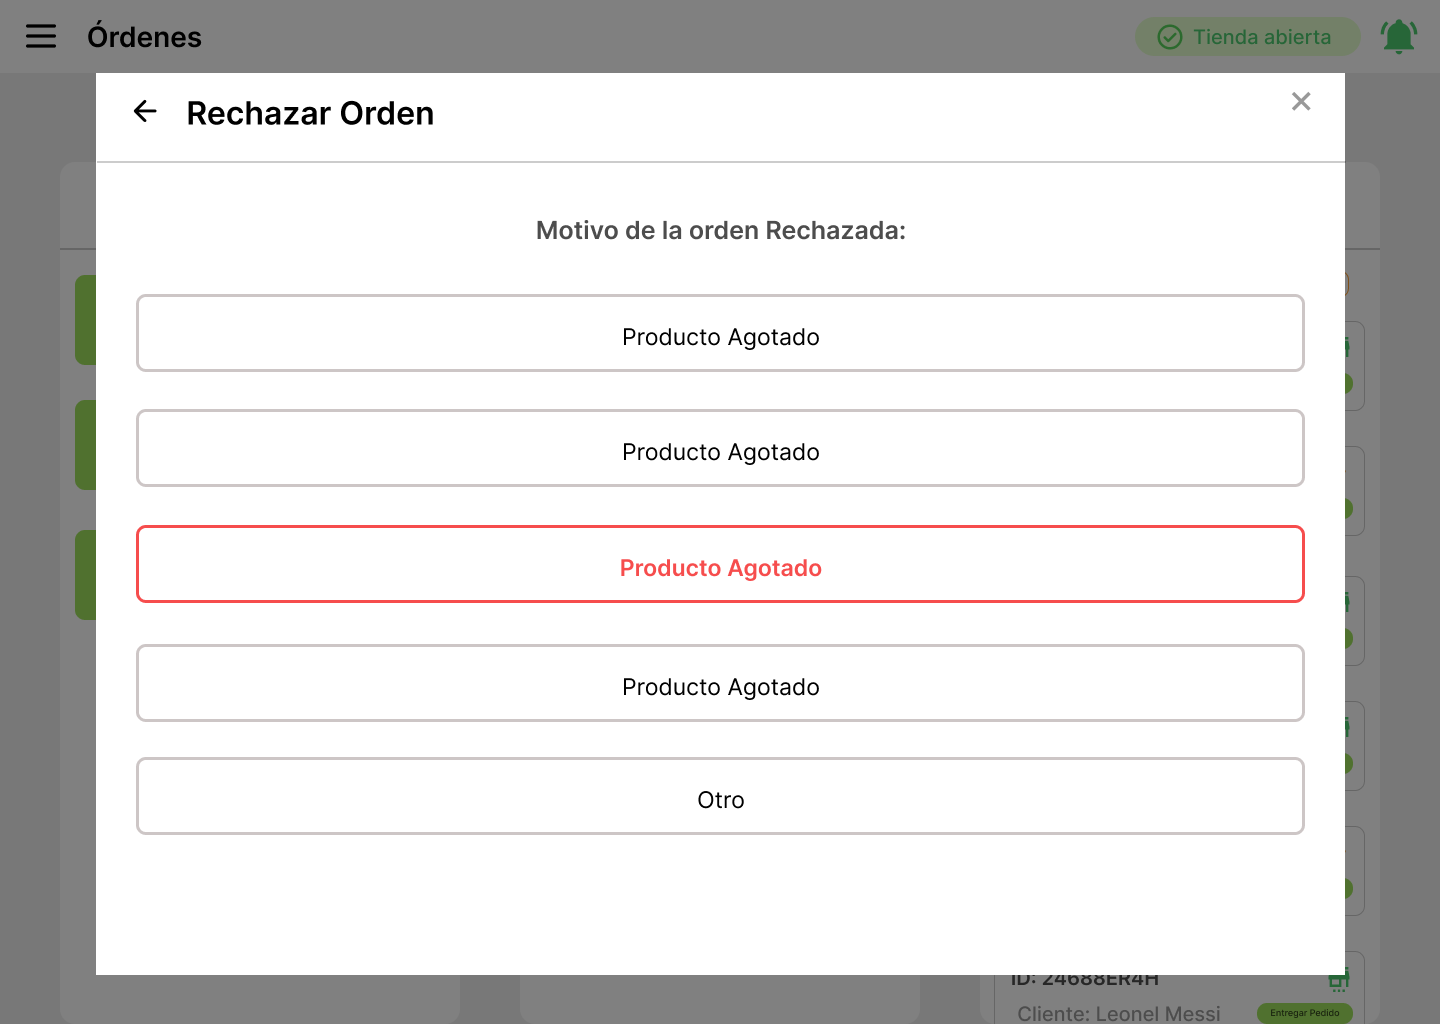 Órdenes
Tienda abierta
Rechazar Orden
Motivo de la orden Rechazada:
Producto Agotado
Producto Agotado
Producto Agotado
Producto Agotado
Otro
ID: 24688ER4H
Cliente: Leonel Messi
Entregar Pedido